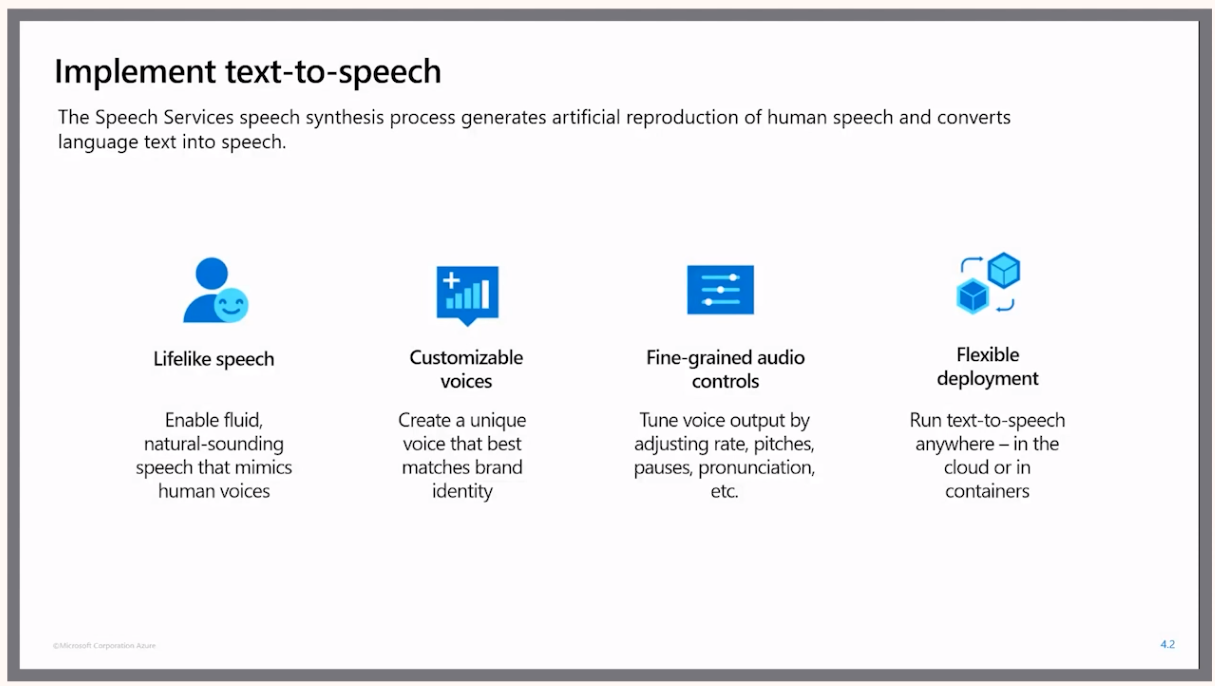 Implement text-to-speech
The Speech Services speech synthesis process generates artificial reproduction of human speech and converts
language text into speech.
Lifelike speech
Enable fluid,
natural-sounding
speech that mimics
human voices
Customizable
voices
Create a unique
voice that best
matches brand
identity
Fine-grained audio
controls
Tune voice output by
adjusting rate, pitches,
pauses, pronunciation,
etc.
Flexible
deployment
Run text-to-speech
anywhere – in the
cloud or in
containers
©Microsoft Corporation Azure
4.2